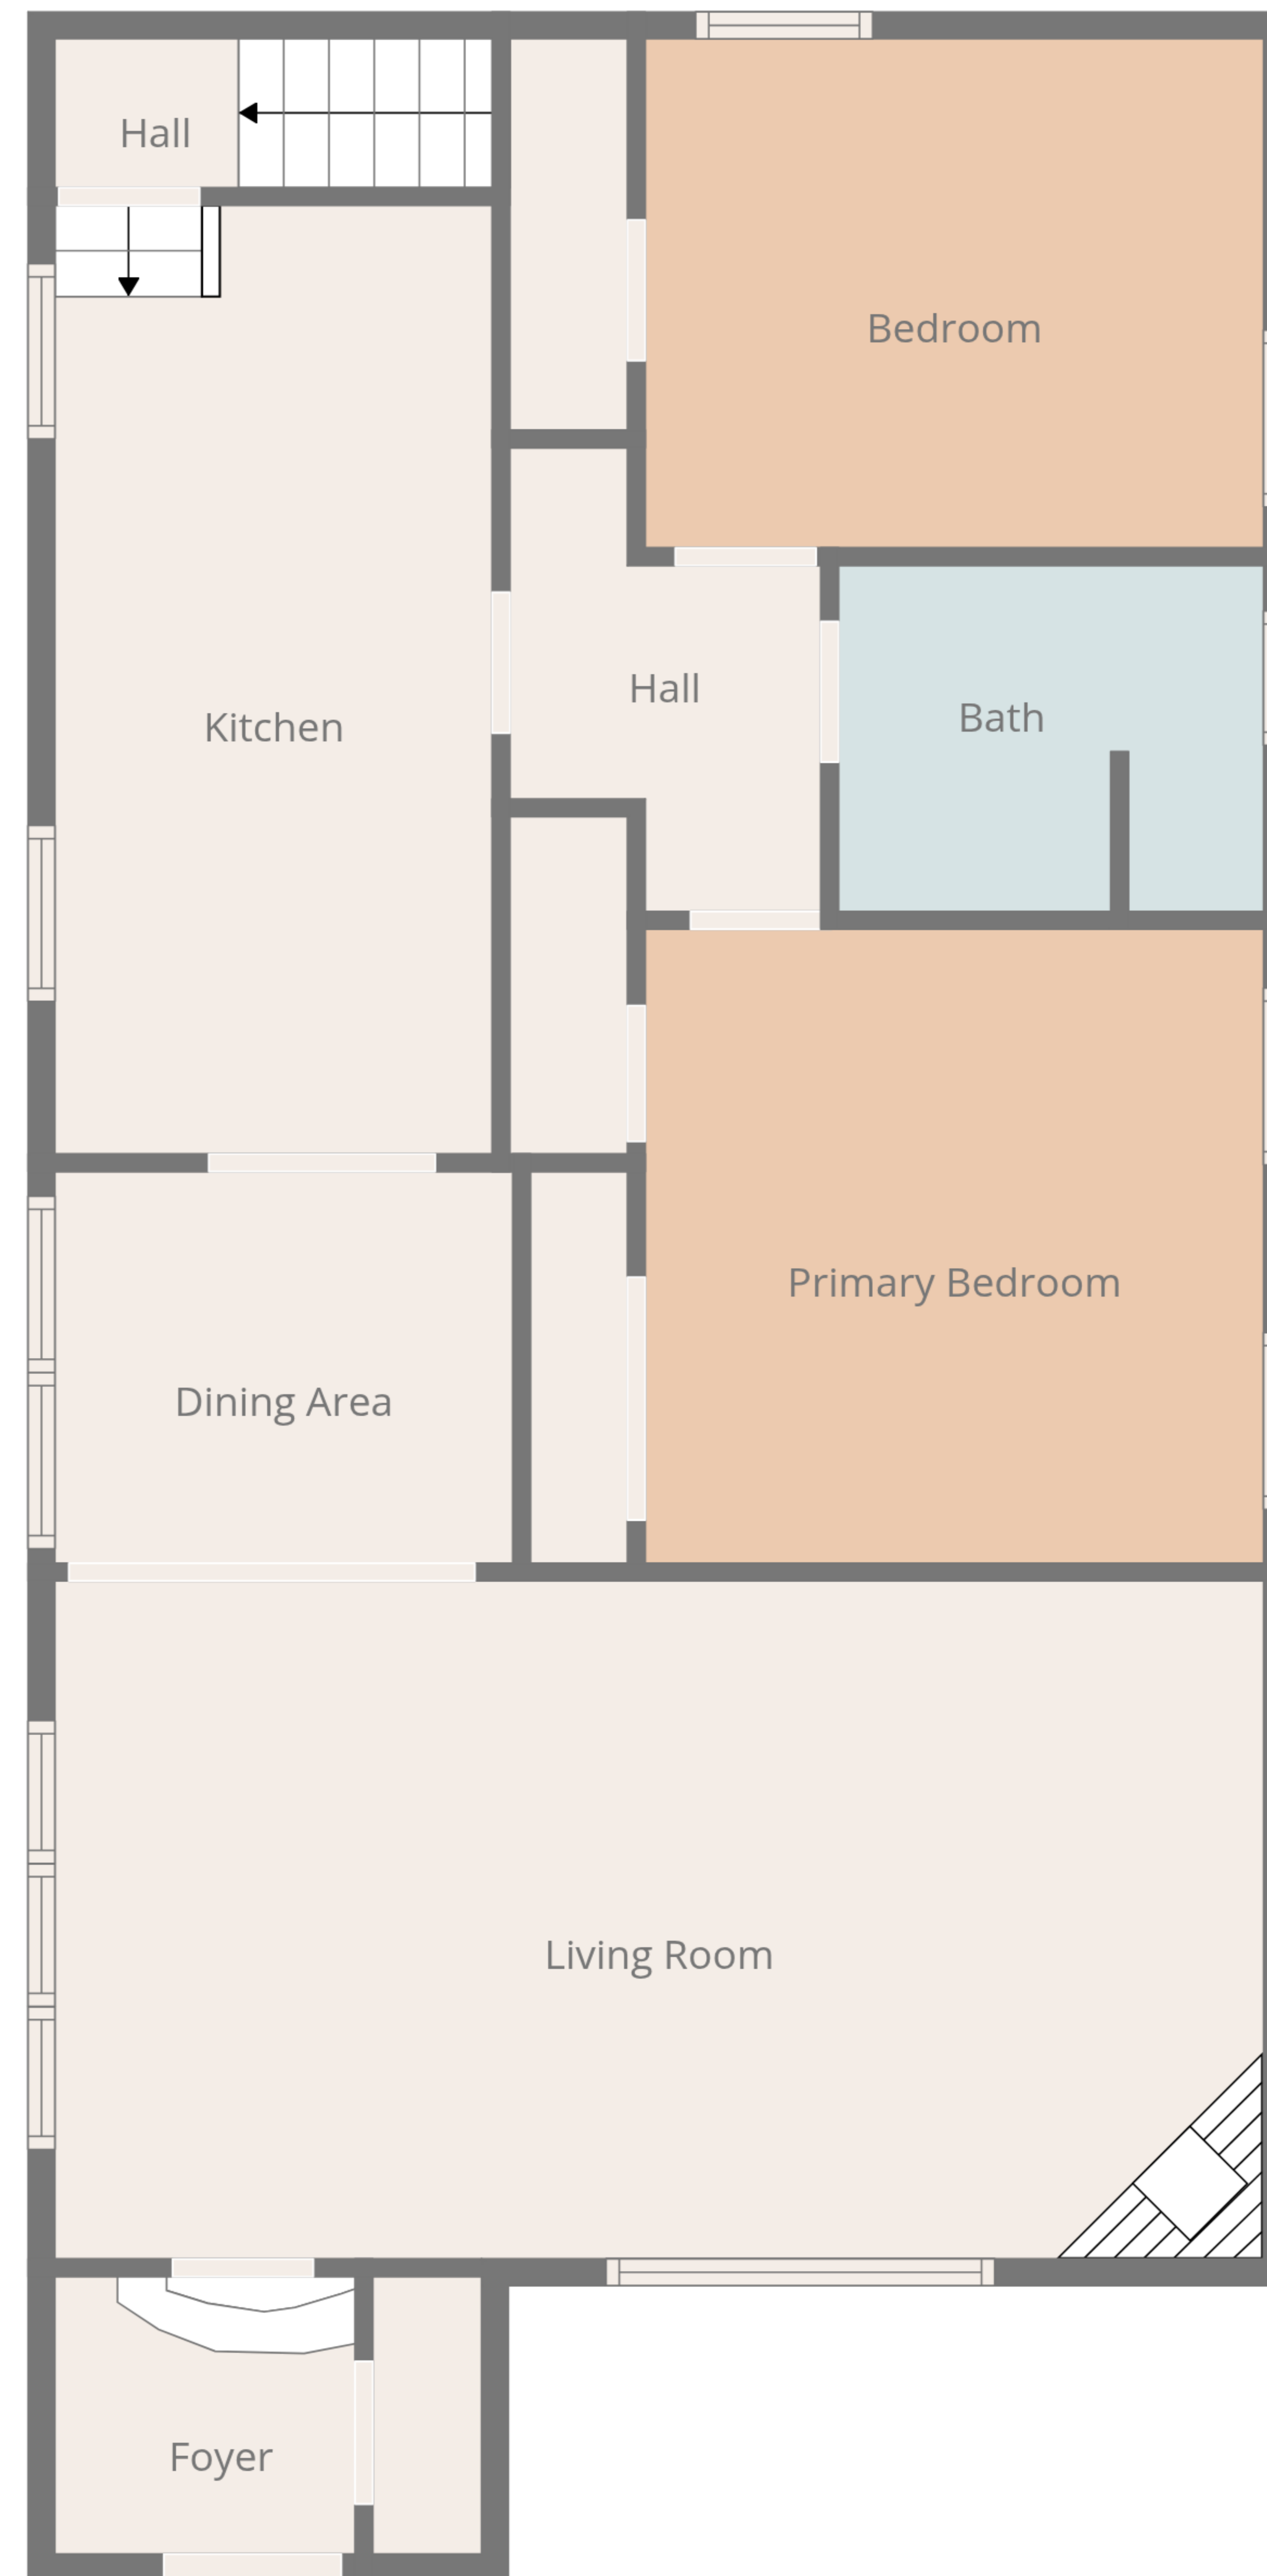 Hall
Bedroom
Hall
Bath
Kitchen
Primary Bedroom
Dining Area
Living Room
Foyer